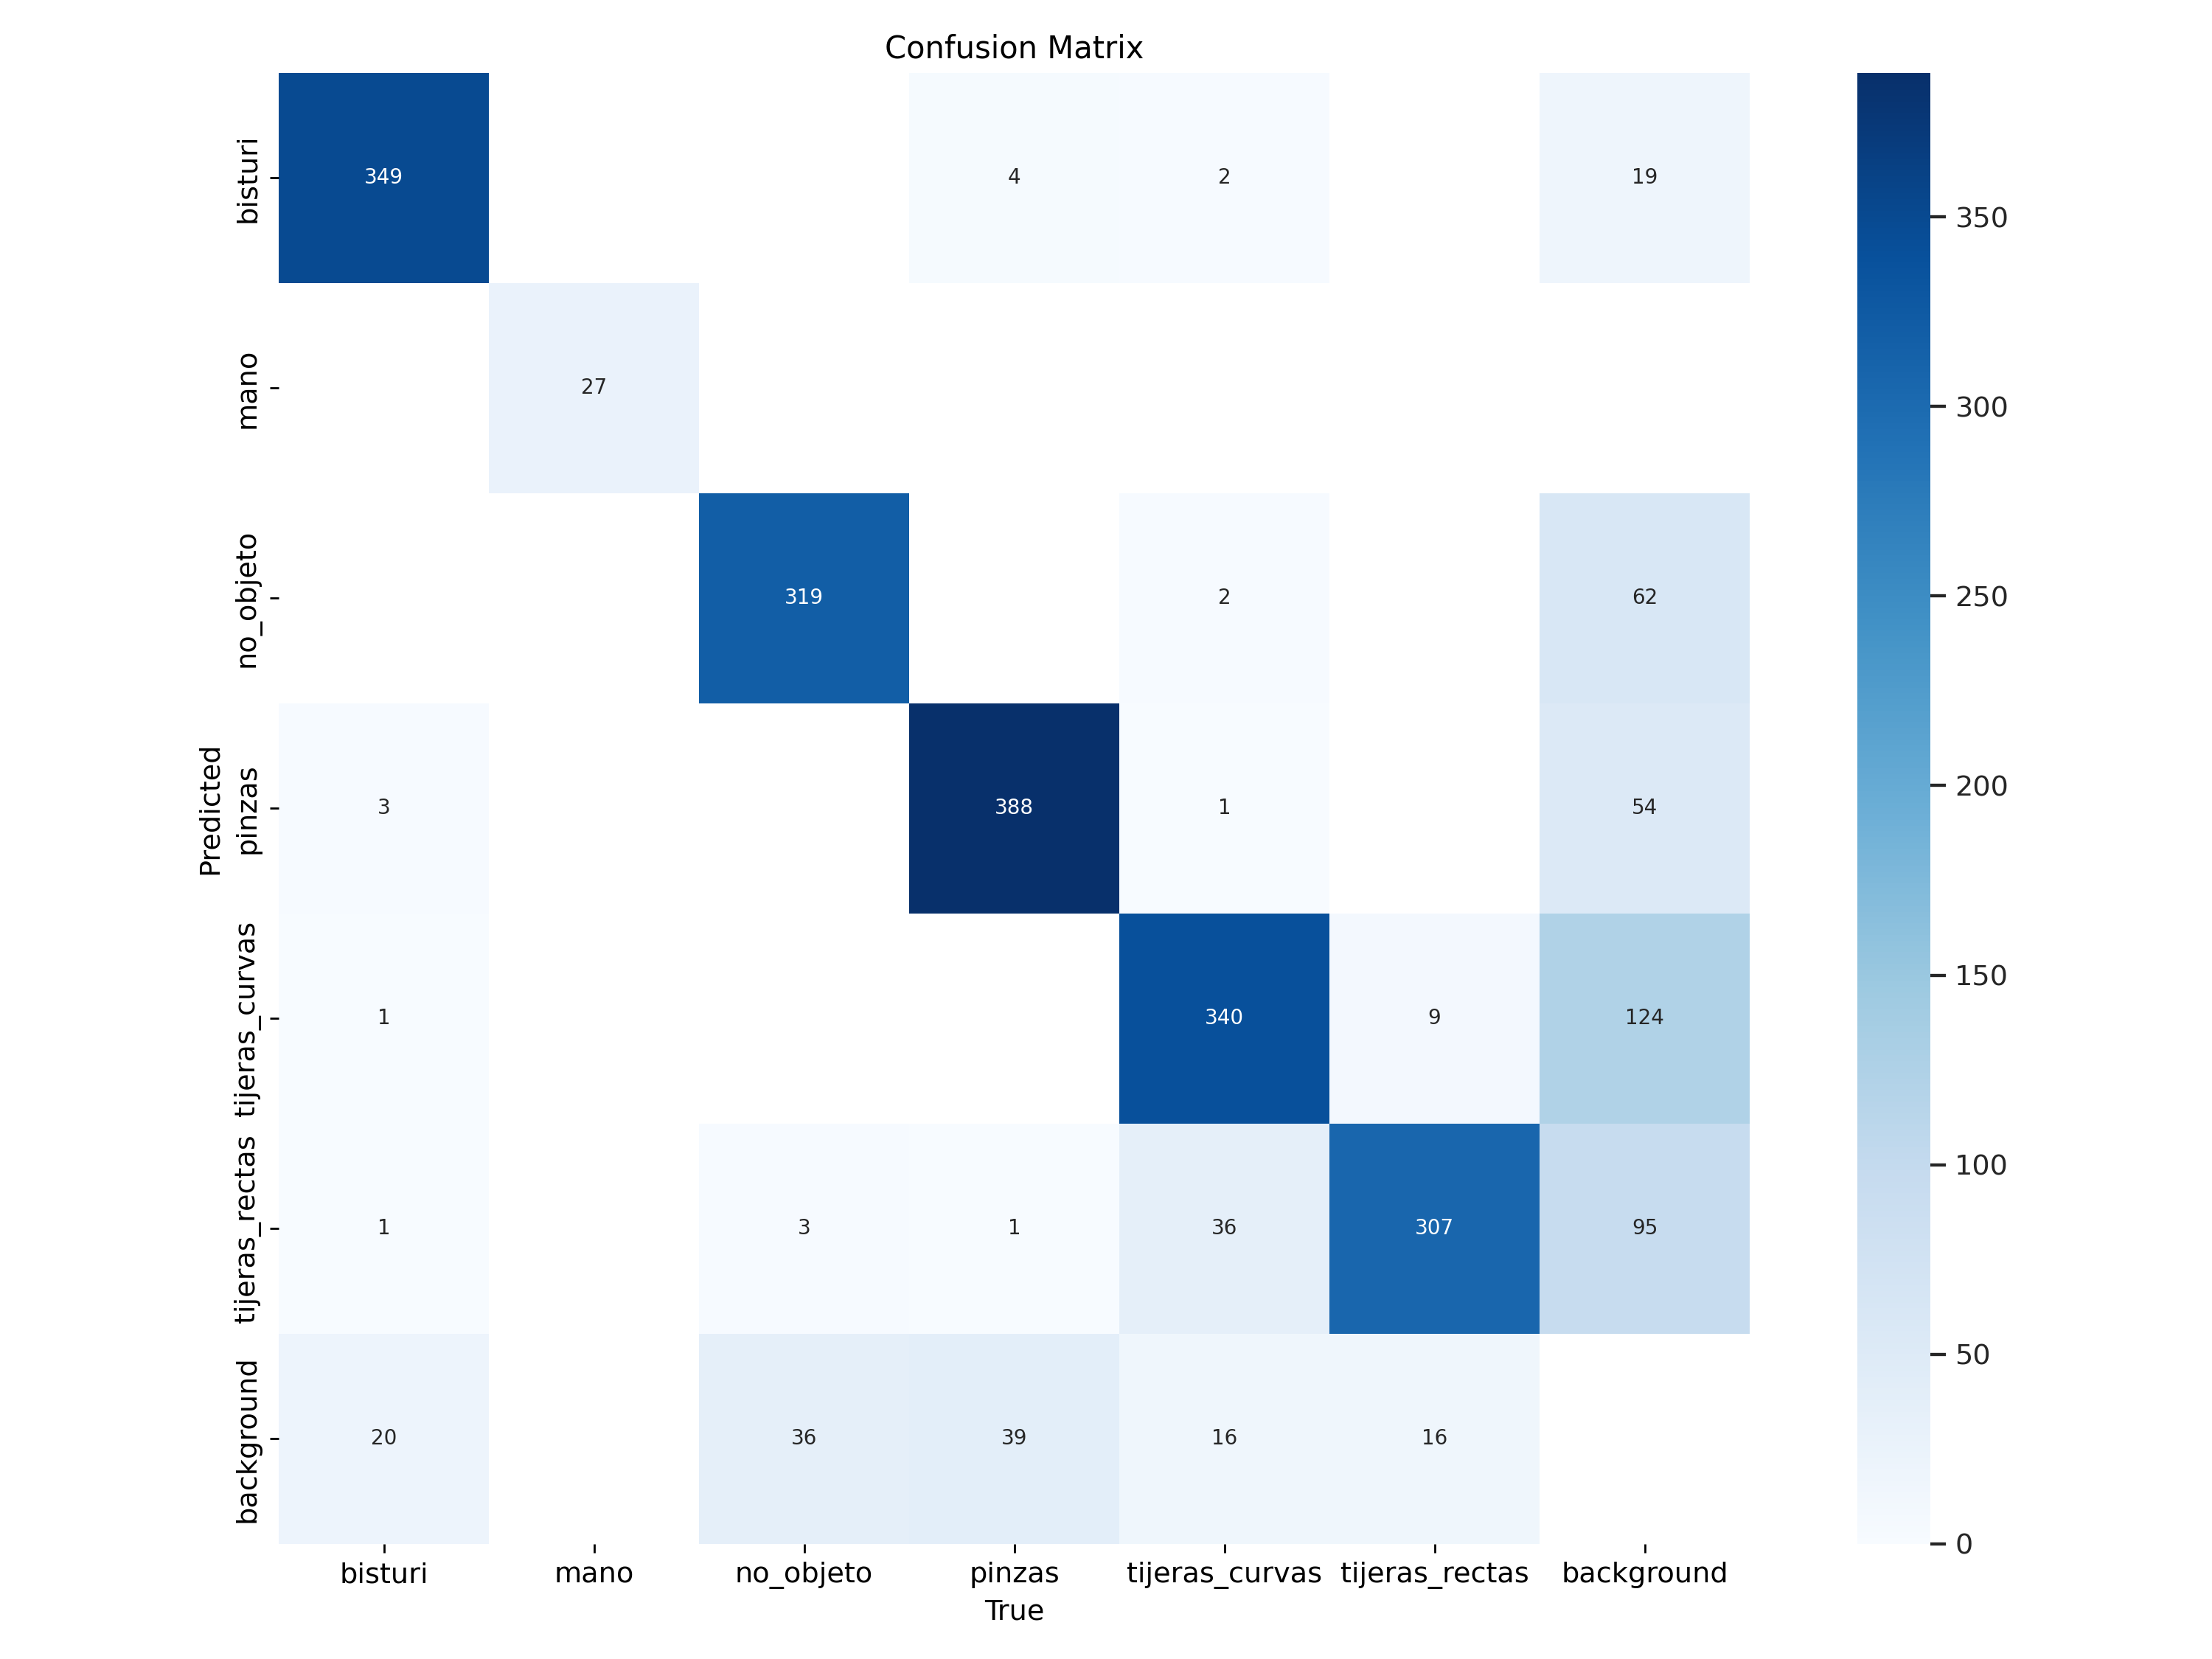 Confusion Matrix
Predicted
bisturi
349
4
2
19
mano
27
no_objeto
319
2
62
pinzas
3
388
1
54
tijeras_curvas
1
340
9
124
tijeras_rectas
1
3
1
36
307
95
background
20
36
39
16
16
bisturi
mano
no_objeto
pinzas
tijeras_curvas
tijeras_rectas
background
True
350
300
250
200
150
100
50
0